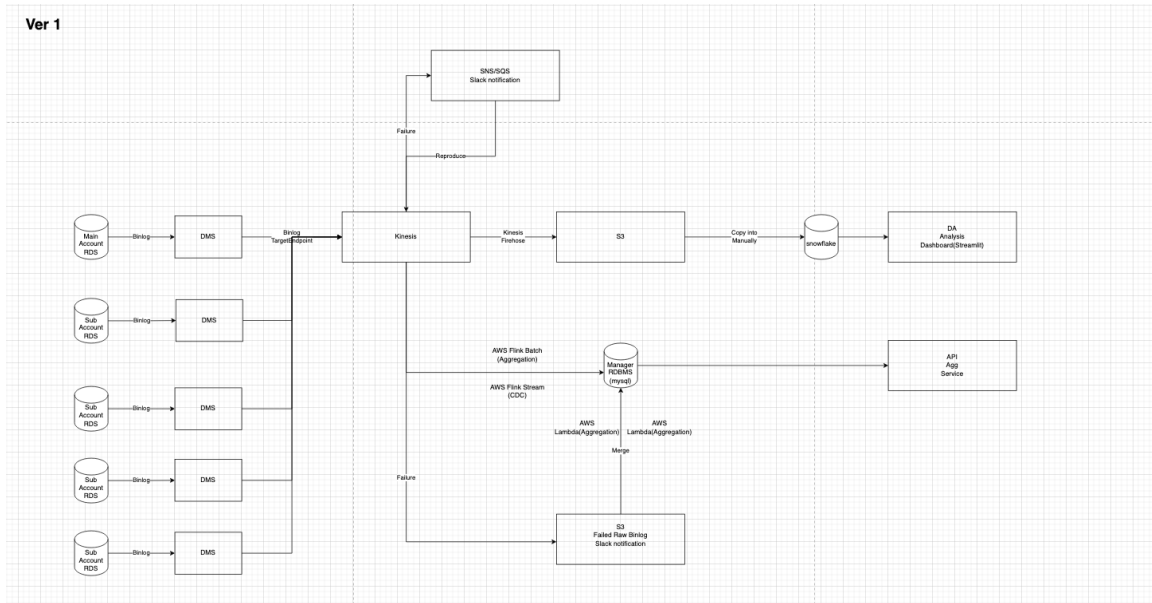 Ver 1
SNS/SQS
Slack notification
Failure
Reproduce
Main
Account
RDS
Binlog
DMS
Binlog
TargetEndpoint
Kinesis
Kinesis
Firehose
S3
Copy into
Manually
snowflake
DA
Analysis
Dashboard(Streamlit)
Sub
Account
RDS
Binlog
DMS
AWS Flink Batch
(Aggregation)
AWS Flink Stream
(CDC)
Manager
RDBMS
(mysql)
API
Agg
Service
Sub
Account
RDS
Binlog
DMS
AWS
Lambda(Aggregation)
AWS
Lambda(Aggregation)
Merge
Sub
Account
RDS
Binlog
DMS
Failure
S3
Failed Raw Binlog
Slack notification
Sub
Account
RDS
Binlog
DMS